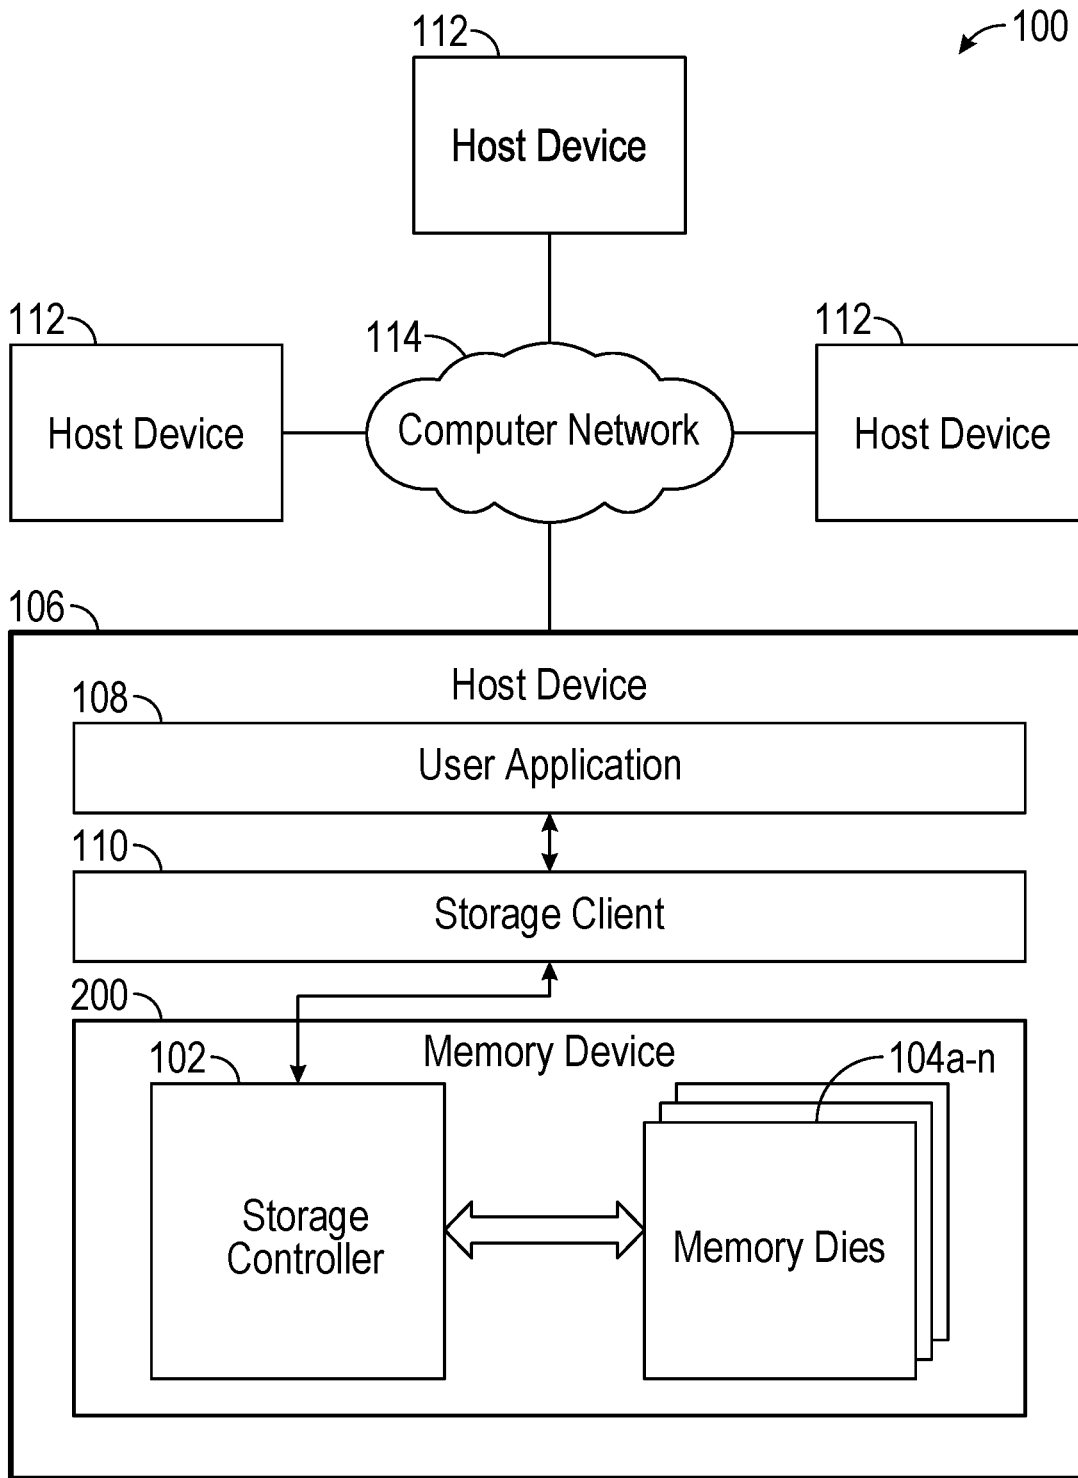 112
100
Host Device
112
114
112
Host Device
Computer Network
Host Device
106
Host Device
108
User Application
110
Storage Client
200
Memory Device
102
104a-n
Storage
Controller
Memory Dies